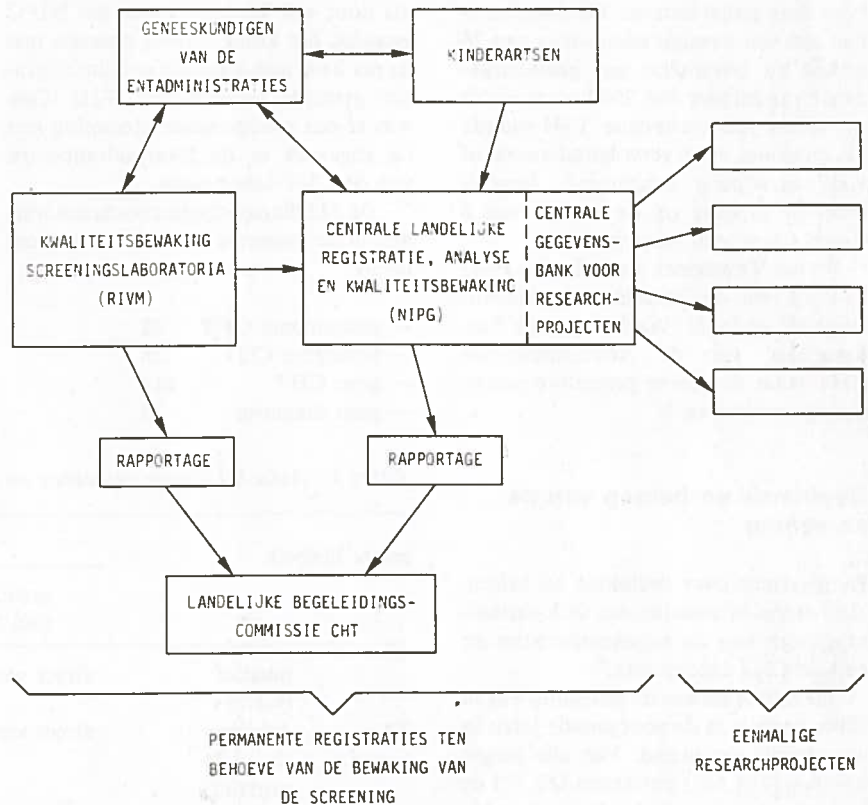 GENEESKUNDIGEN
VAN DE
ENTADMINISTRATIES
KINDERARTSEN
KWALITEITSBEWAKING
SCREENINGSLABORATORIA
(RIVM)
CENTRALE LANDELIJKE
REGISTRATIE, ANALYSE
EN KWALITEITSBEWAKING
(NIPG)
CENTRALE
GEGEVENS-
BANK VOOR
RESEARCH-
PROJECTEN
RAPPORTAGE
RAPPORTAGE
LANDELIJKE BEGELEIDINGS-
COMMISSIE CHT
PERMANENTE REGISTRATIES TEN
BEHOEVE VAN DE BEWAKING VAN
DE SCREENING
EENMALIGE
RESEARCHPROJECTEN